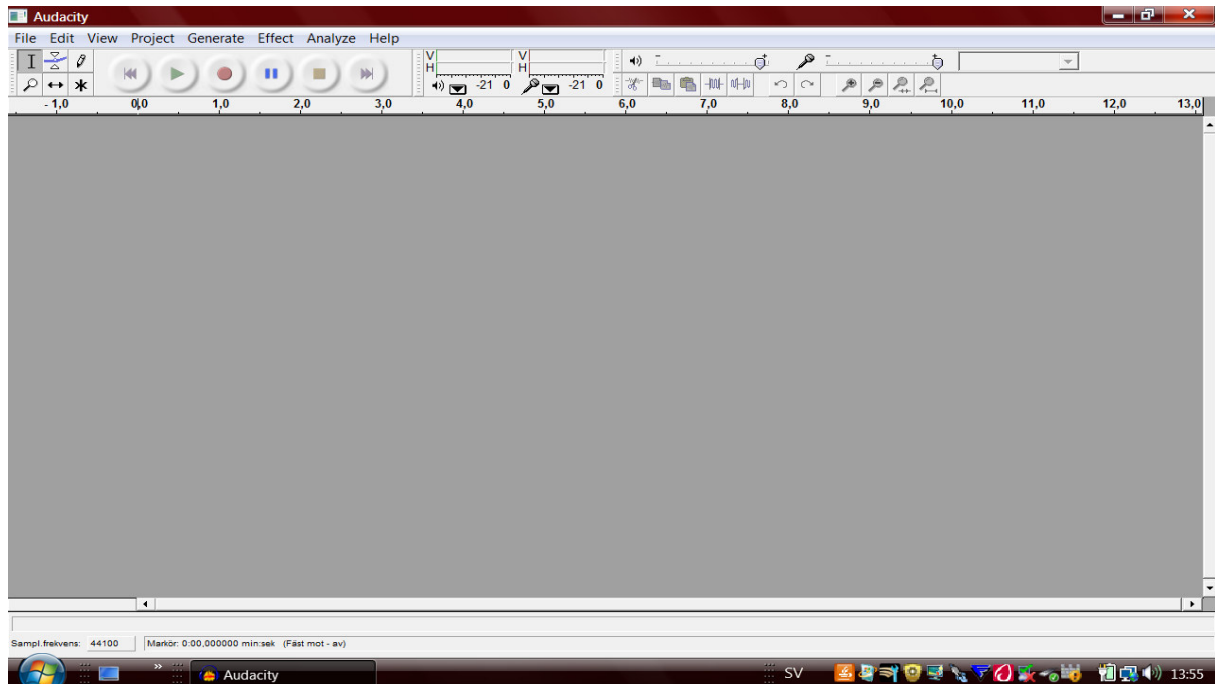 Audacity
File Edit View Project Generate Effect Analyze Help
V V
H H
-21 0 -21 0
- 1,0 0,0 1,0 2,0 3,0 4,0 5,0 6,0 7,0 8,0 9,0 10,0 11,0 12,0 13,0
Sampl.frekvens: 44100 Markör: 0:00,000000 min:sek (Fäst mot - av)
Audacity SV 13:55